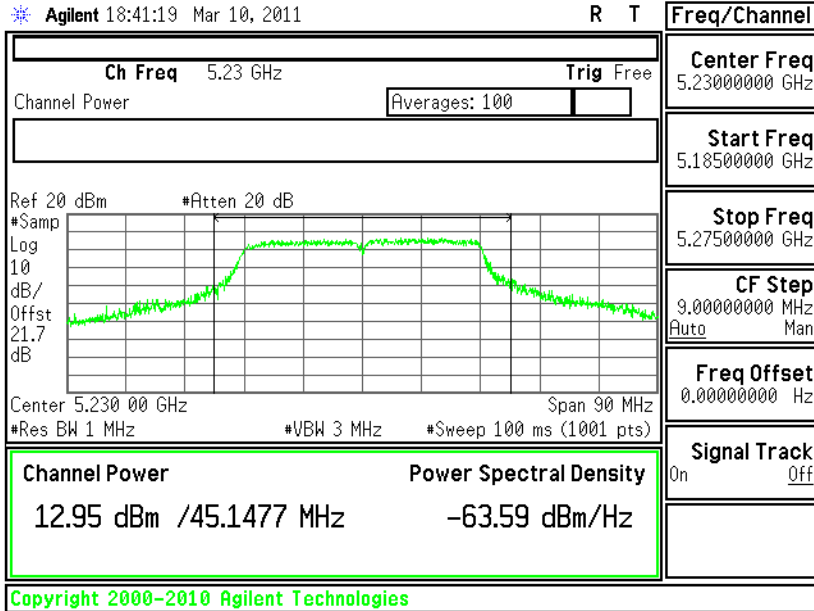 Agilent 18:41:19 Mar 10, 2011 R T
Freq/Channel
Ch Freq 5.23 GHz Trig Free
Channel Power Averages: 100
Center Freq
5.23000000 GHz
Start Freq
5.18500000 GHz
Stop Freq
5.27500000 GHz
CF Step
9.00000000 MHz
Auto Man
Freq Offset
0.00000000 Hz
Signal Track
On Off
Ref 20 dBm #Atten 20 dB
#Samp
Log
10
dB/
Offst
21.7
dB
Center 5.230 00 GHz Span 90 MHz
#Res BW 1 MHz #VBW 3 MHz #Sweep 100 ms (1001 pts)
Channel Power Power Spectral Density
12.95 dBm /45.1477 MHz -63.59 dBm/Hz
Copyright 2000-2010 Agilent Technologies